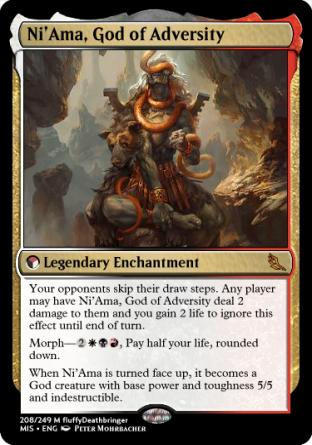 Ni'Ama, God of Adversity
Legendary Enchantment
Your opponents skip their draw steps. Any player
may have Ni'Ama, God of Adversity deal 2
damage to them and you gain 2 life to ignore this
effect until end of turn.
Morph—2, Pay half your life, rounded
down.
When Ni'Ama is turned face up, it becomes a
God creature with base power and toughness 5/5
and indestructible.
208/249 M fluffyDeathbringer
MIS • ENG PETER MOHRBACHER